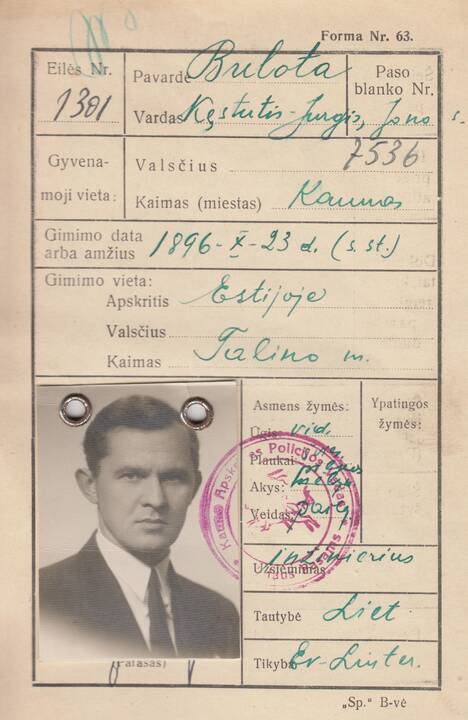 Forma Nr. 63.
Eilės Nr. 1301
Pavardė Bulota
Vardas Kęstutis-Jurgis, Jono s.
Paso blanko Nr. 7536
Gyvenamoji vieta:
Valsčius
Kaimas (miestas) Kaunas
Gimimo data arba amžius 1896-X-23 d. (s. st.)
Gimimo vieta:
Apskritis Estijoje
Valsčius
Kaimas Talino m.
Asmens žymės:
Ūgis: vid.
Plaukai:
Akys:
Veidas:
Ypatingos žymės:
Užsiėmimas inžinierius
Tautybė Liet
Tikyba Ev-Liuter.
Parašas)
„Sp." B-vė